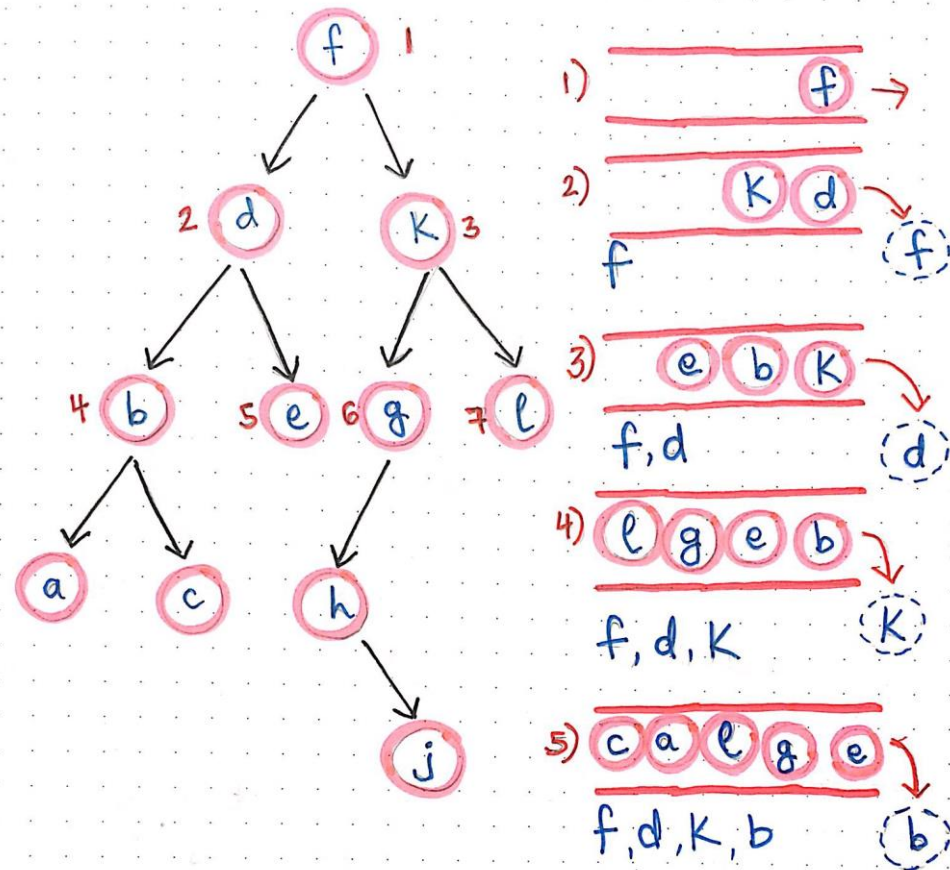 f 1
2 d K 3
4 b 5 e 6 g 7 l
a c h
j
1) f
2) K d
f f
3) e b K
f, d d
4) l g e b
f, d, K K
5) c a l g e
f, d, K, b b